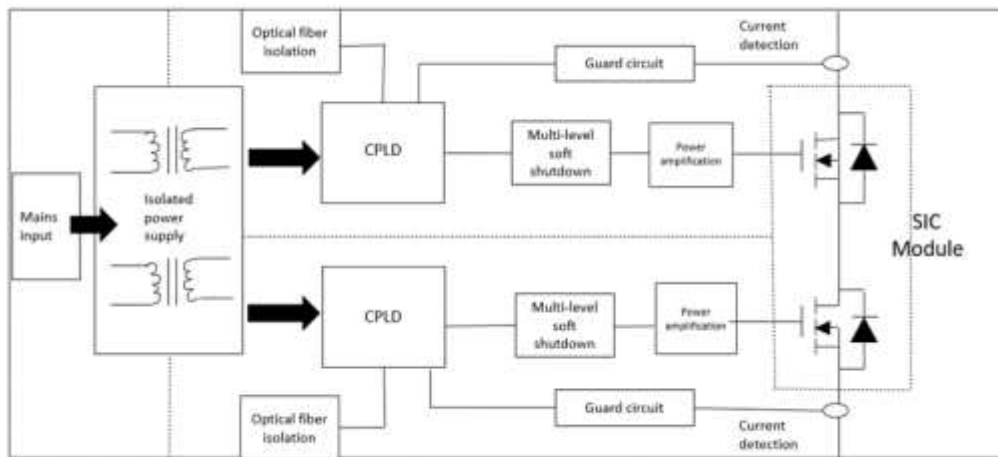 Optical fiber
isolation
Current
detection
Guard circuit
CPLD
Multi-level
soft
shutdown
Power
amplification
Mains
input
Isolated
power
supply
SIC
Module
CPLD
Multi-level
soft
shutdown
Power
amplification
Optical fiber
isolation
Guard circuit
Current
detection